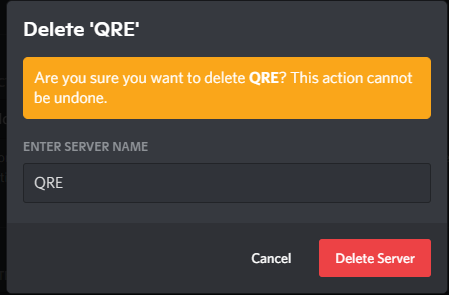 Delete 'QRE'
Are you sure you want to delete QRE? This action cannot
be undone.
ENTER SERVER NAME
QRE
Cancel
Delete Server